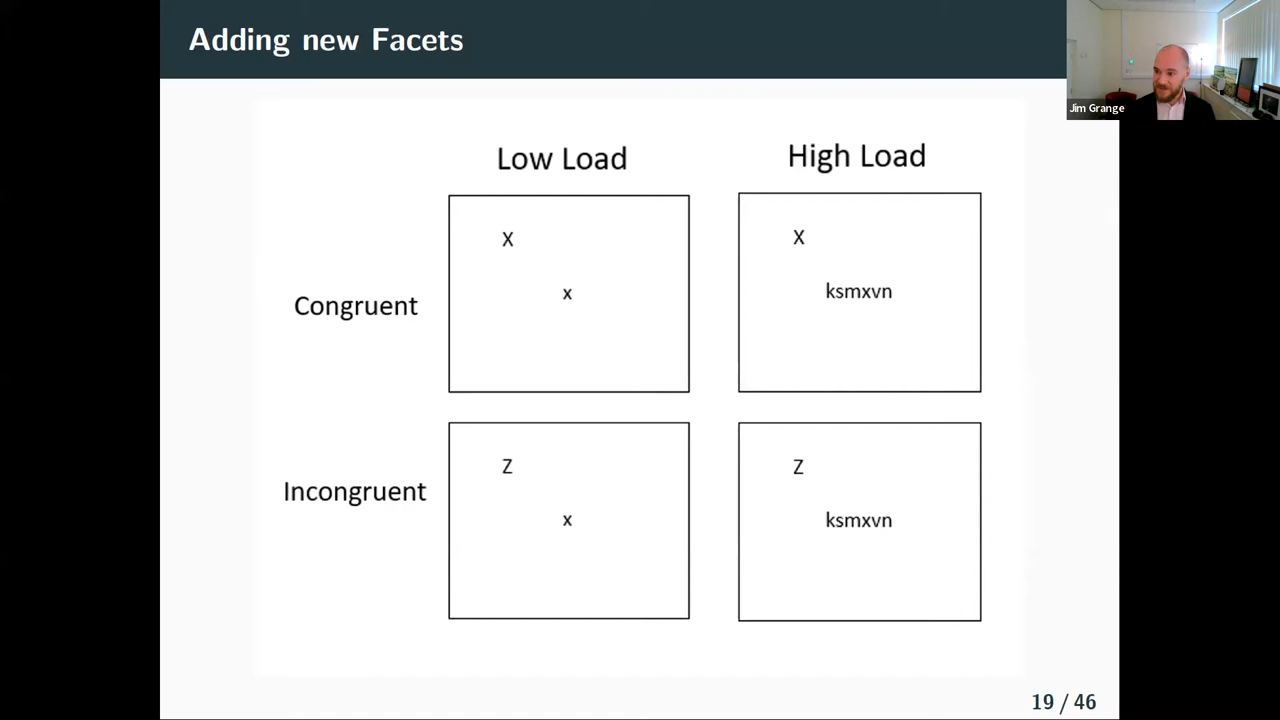 Adding new Facets
Jim Grange
Low Load
High Load
Congruent
X
x
X
ksmxvn
Incongruent
Z
x
Z
ksmxvn
19 / 46